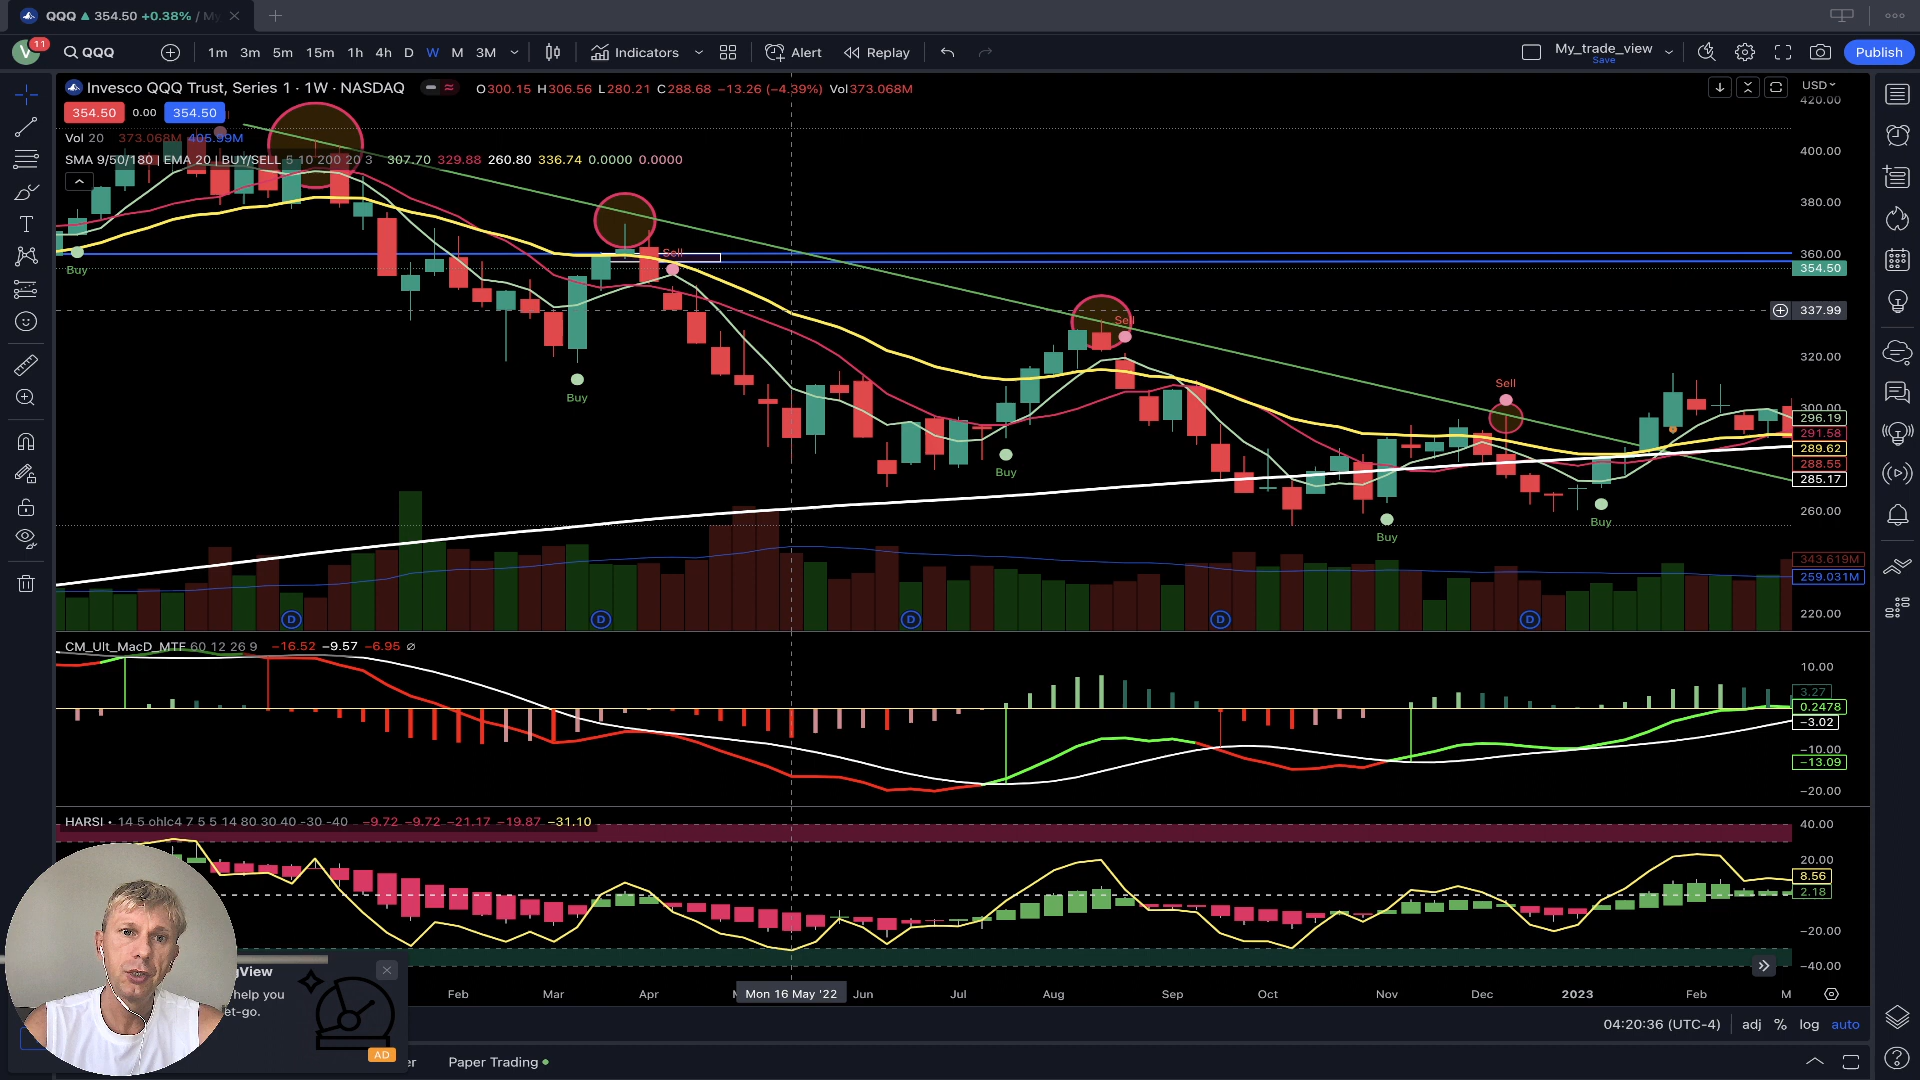 QQQ ▲ 354.50 +0.38% / My
V 11 QQQ 1m 3m 5m 15m 1h 4h D W M 3M Indicators Alert Replay My_trade_view Save Publish
Invesco QQQ Trust, Series 1 · 1W · NASDAQ O300.15 H306.56 L280.21 C288.68 −13.26 (−4.39%) Vol373.068M
USD
420.00
354.50 0.00 354.50
Vol 20 373.068M 405.99M
400.00
SMA 9/50/180 | EMA 20 | BUY/SELL 5 10 200 20 3 307.70 329.88 260.80 336.74 0.0000 0.0000
380.00
Sell
360.00
Buy
354.50
337.99
Sell
320.00
Sell
Buy
300.00
296.19
291.58
289.62
288.55
Buy
285.17
260.00
Buy
Buy
343.619M
259.031M
220.00
D D D D D
CM_Ult_MacD_MTF 60 12 26 9 −16.52 −9.57 −6.95 ∅
10.00
3.27
0.2478
−3.02
−10.00
−13.09
−20.00
HARSI • 14 5 ohlc4 7 5 5 14 80 30 40 -30 -40 −9.72 −9.72 −21.17 −19.87 −31.10
40.00
20.00
8.56
2.18
−20.00
−40.00
gView
help you
et-go.
AD
Feb Mar Apr Mon 16 May '22 Jun Jul Aug Sep Oct Nov Dec 2023 Feb M
04:20:36 (UTC-4) adj % log auto
er Paper Trading